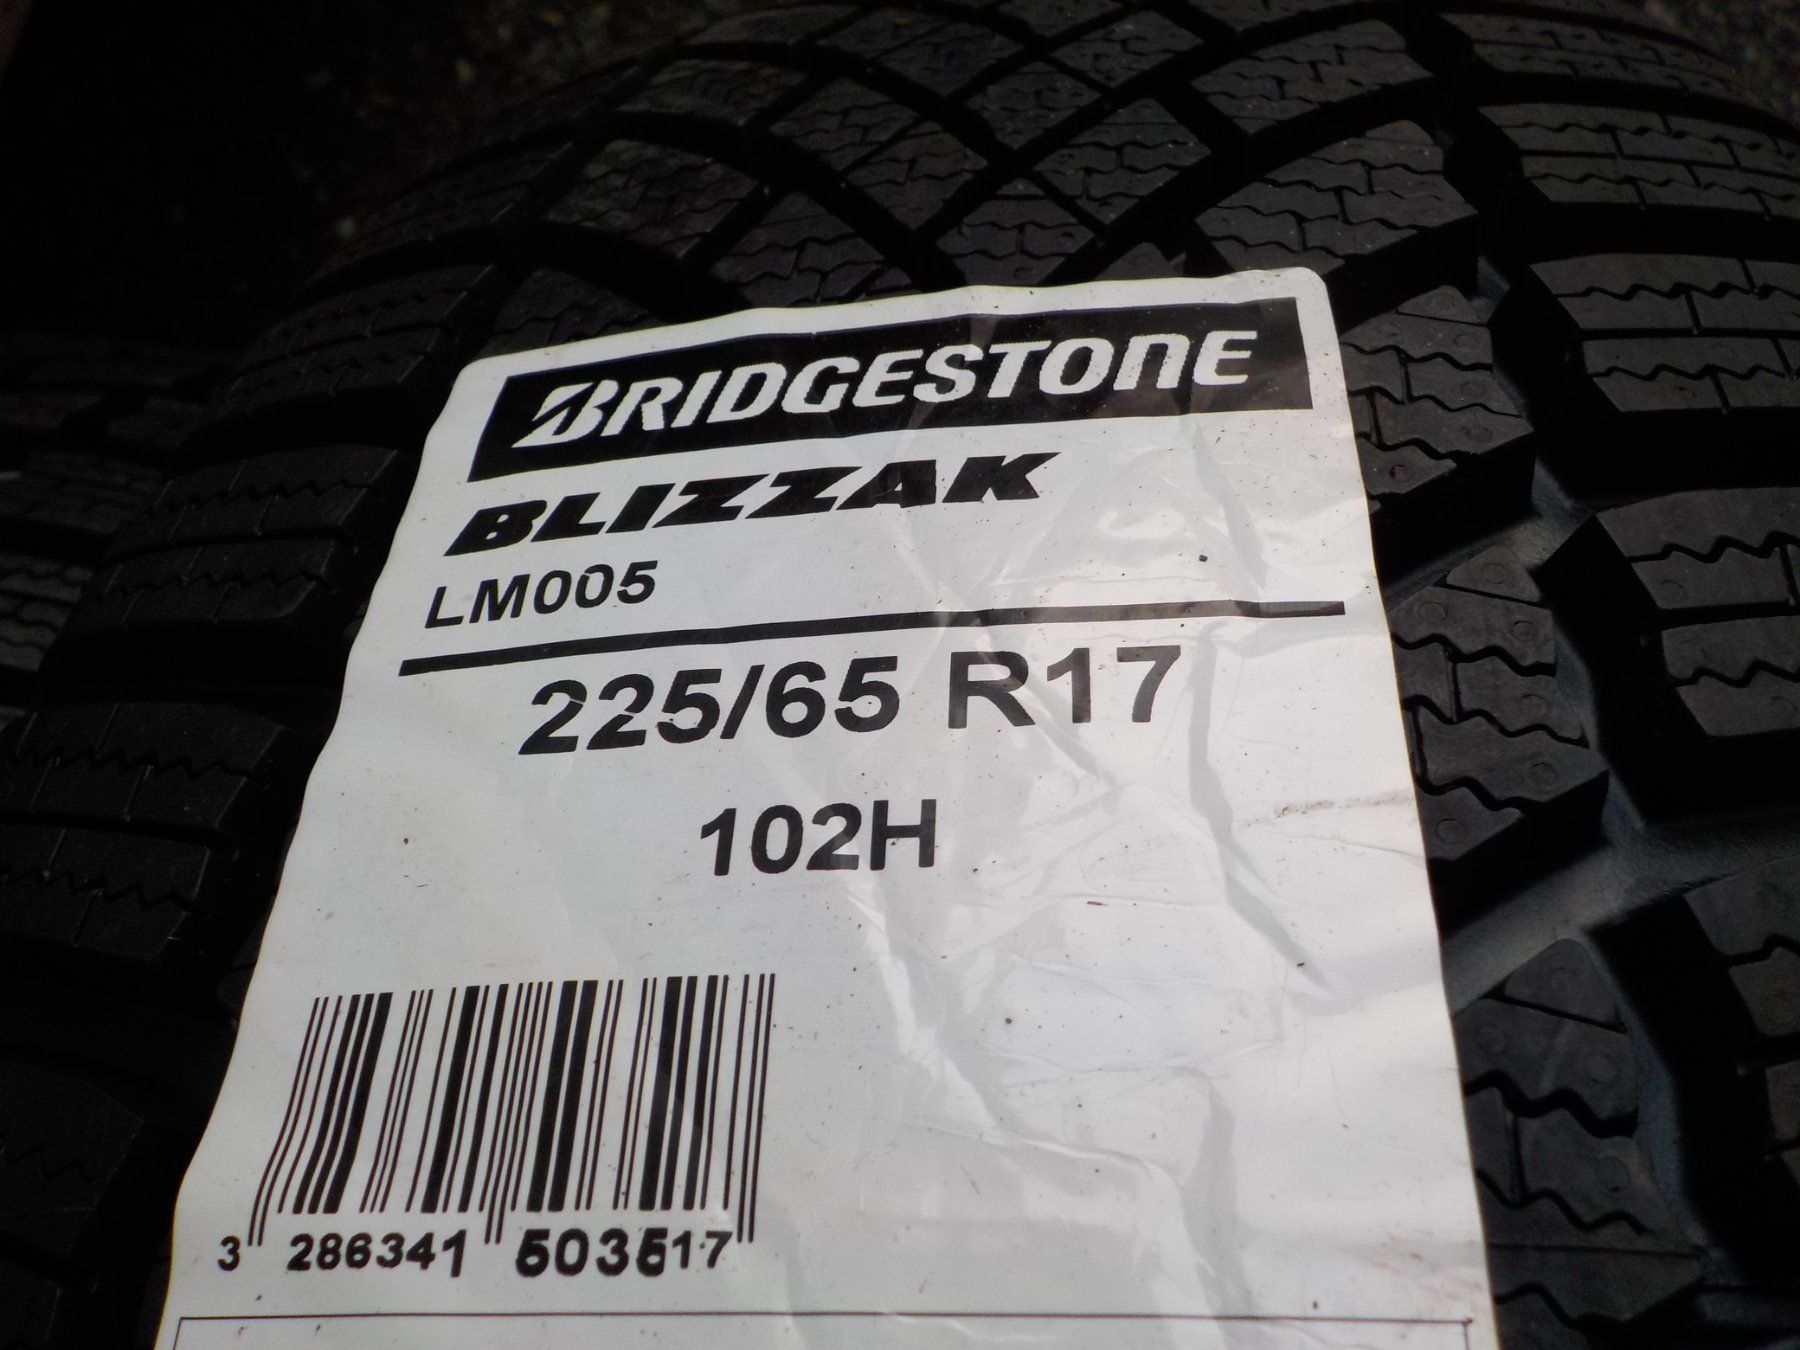 BRIDGESTONE
BLIZZAK
LM005
225/65 R17
102H
3 286341 503517